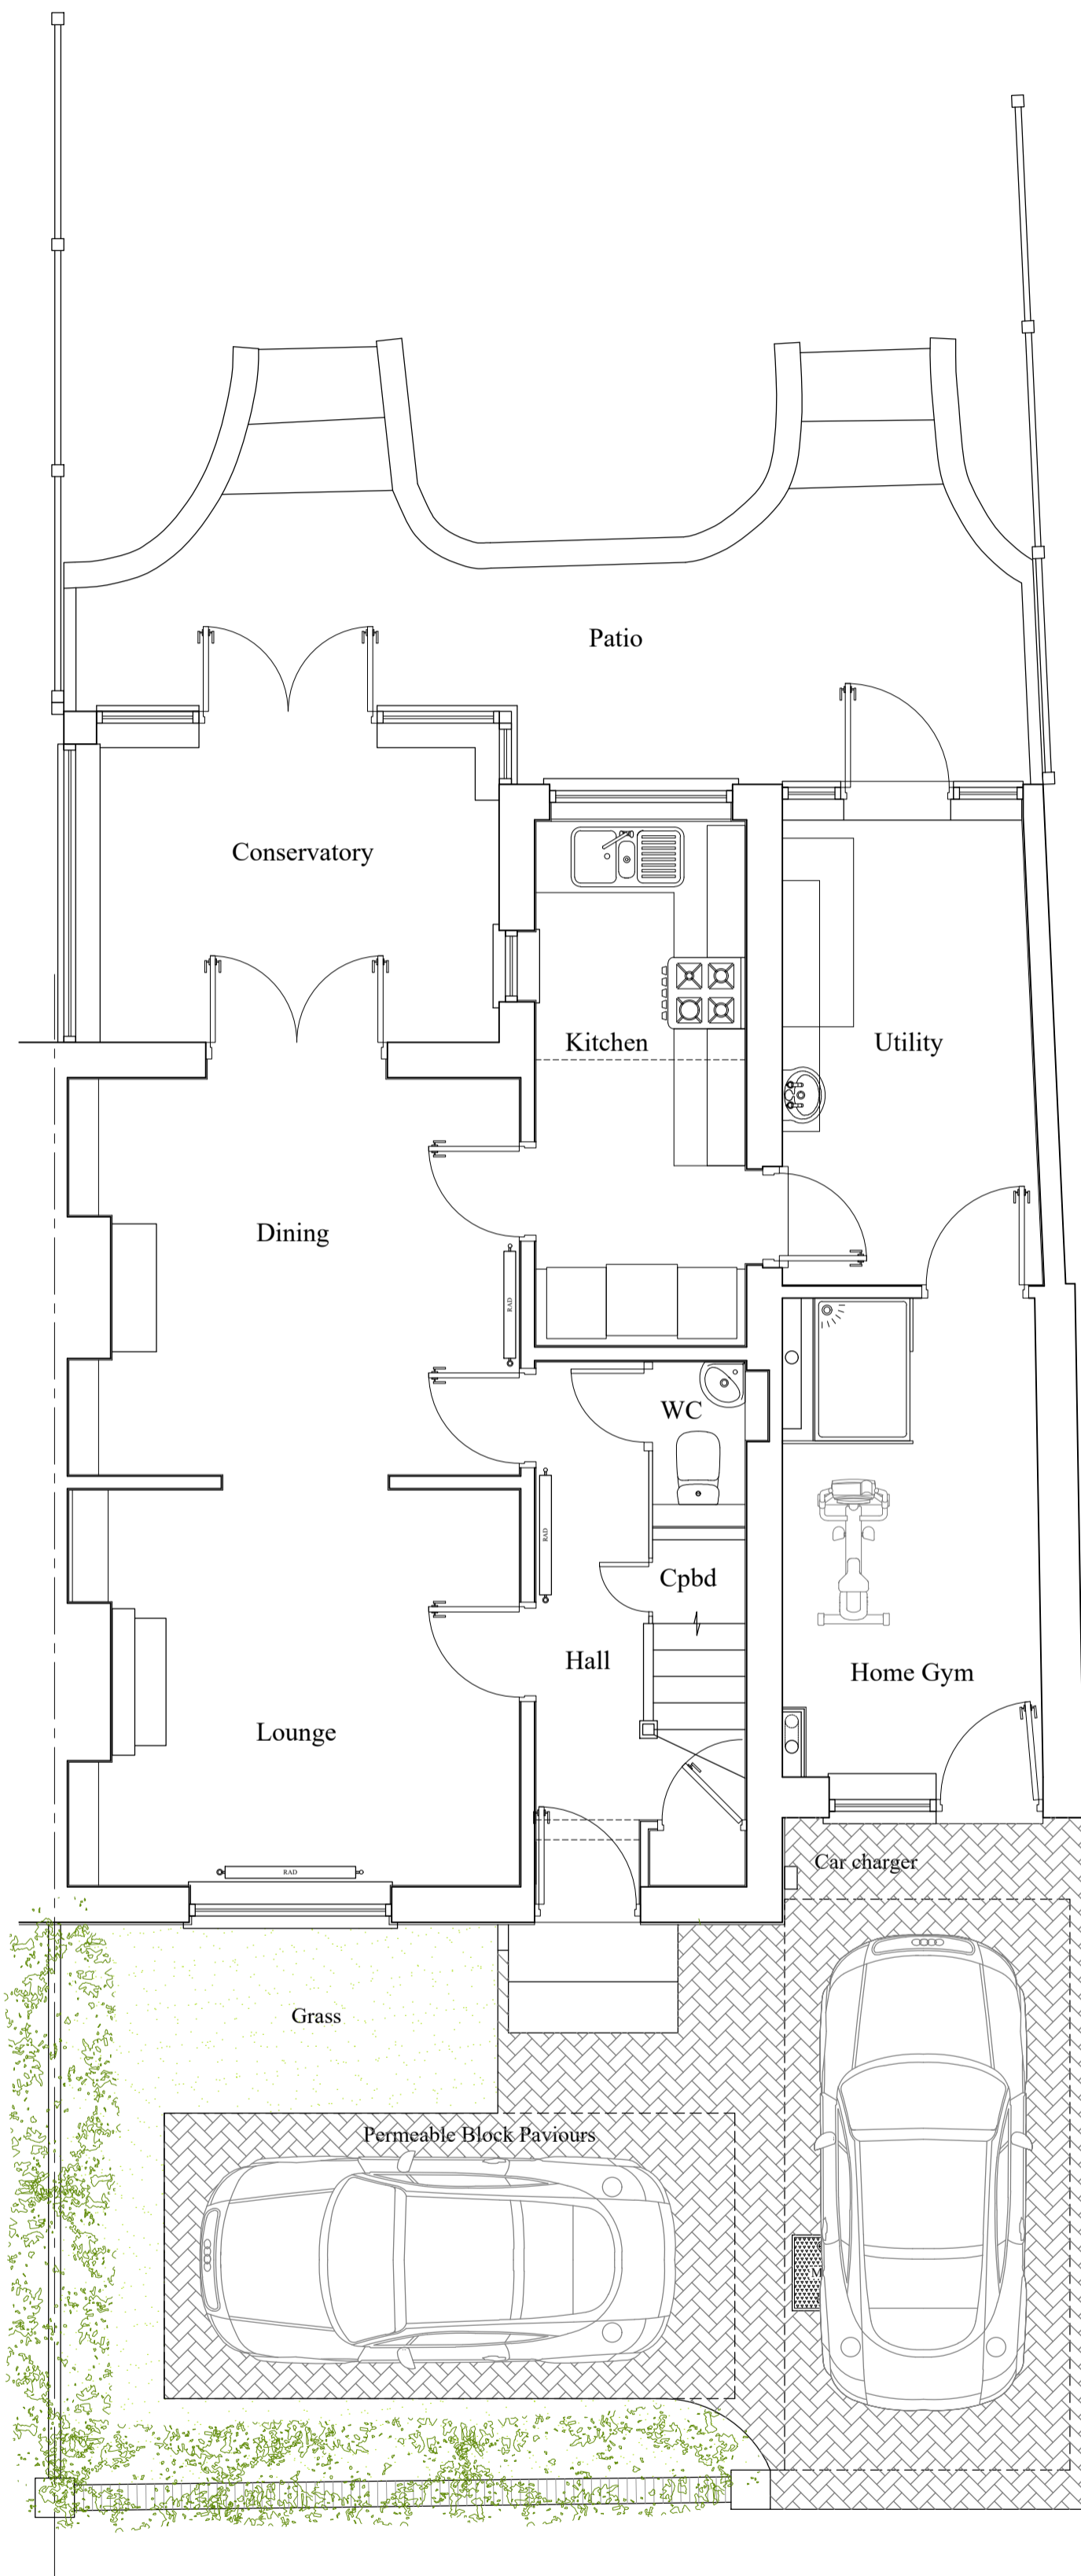 Patio
Conservatory
Kitchen
Utility
Dining
RAD
WC
RAD
Cpbd
Hall
Home Gym
Lounge
RAD
Car charger
Grass
Permeable Block Paviours